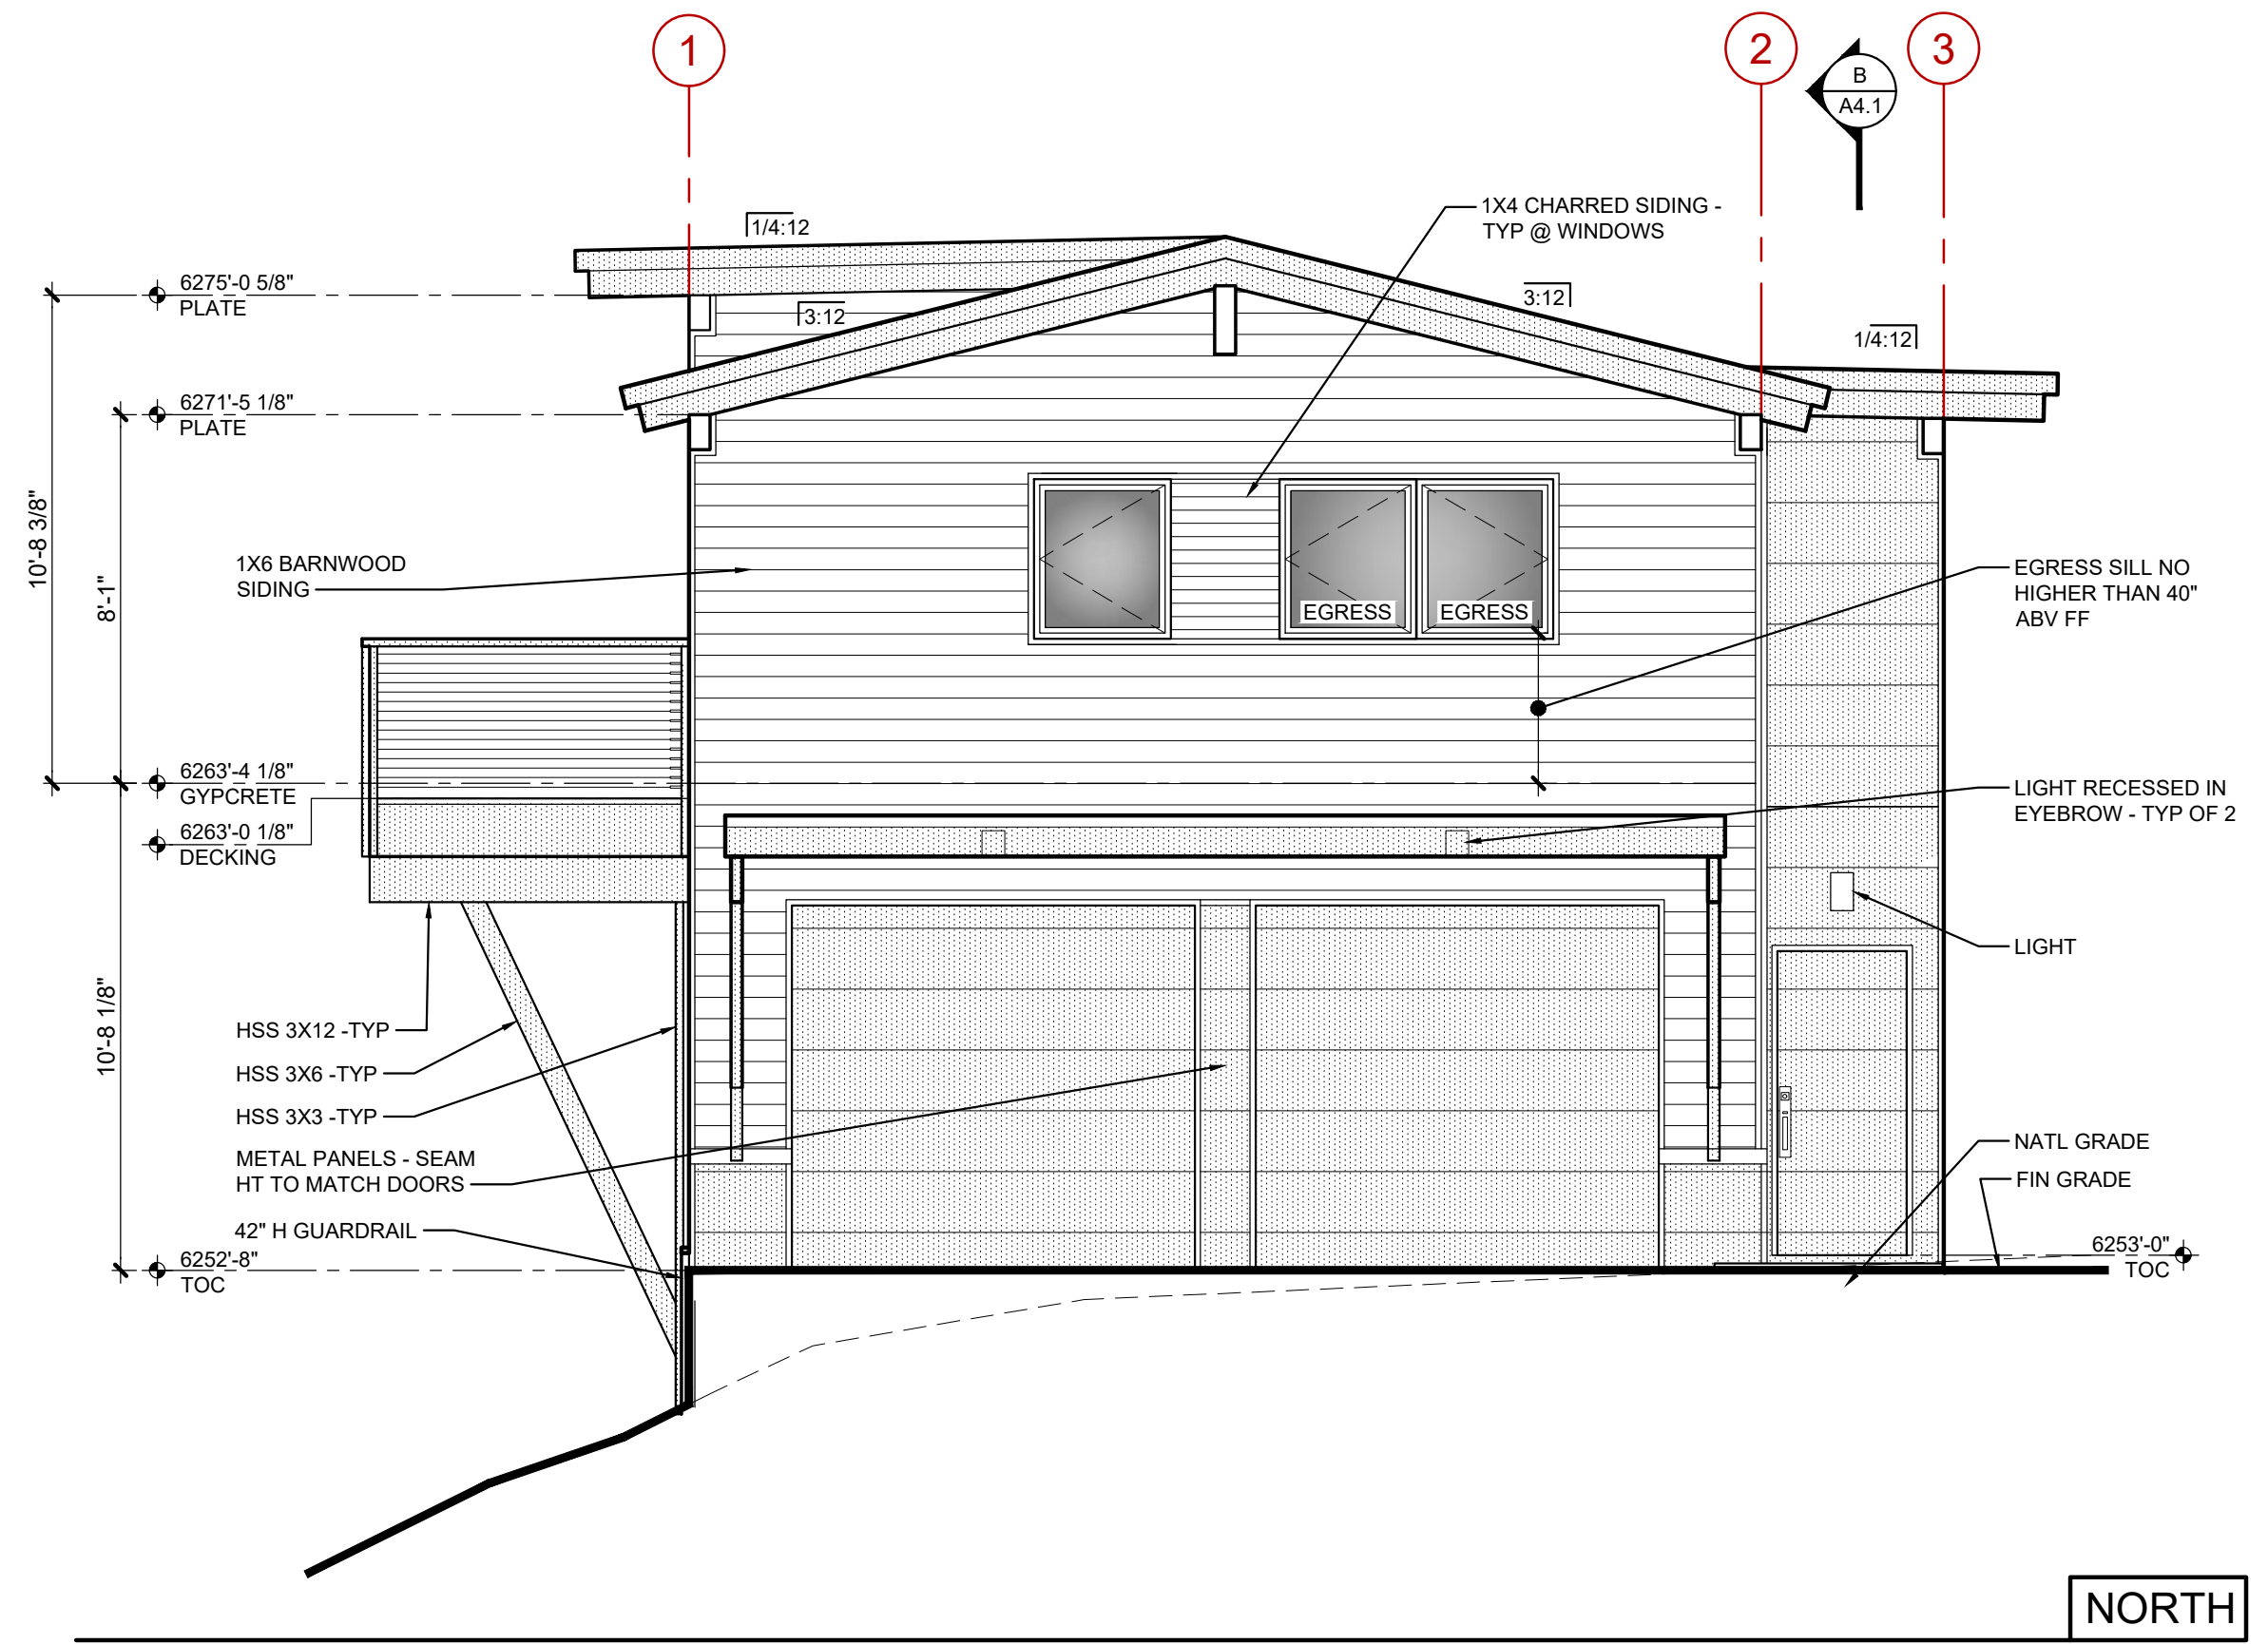 1
2
3
B
A4.1
1/4:12
1X4 CHARRED SIDING -
TYP @ WINDOWS
6275'-0 5/8"
PLATE
3:12
3:12
1/4:12
6271'-5 1/8"
PLATE
10'-8 3/8"
8'-1"
1X6 BARNWOOD
SIDING
EGRESS
EGRESS
EGRESS SILL NO
HIGHER THAN 40"
ABV FF
6263'-4 1/8"
GYPCRETE
6263'-0 1/8"
DECKING
LIGHT RECESSED IN
EYEBROW - TYP OF 2
LIGHT
10'-8 1/8"
HSS 3X12 -TYP
HSS 3X6 -TYP
HSS 3X3 -TYP
METAL PANELS - SEAM
HT TO MATCH DOORS
42" H GUARDRAIL
NATL GRADE
FIN GRADE
6252'-8"
TOC
6253'-0"
TOC
NORTH